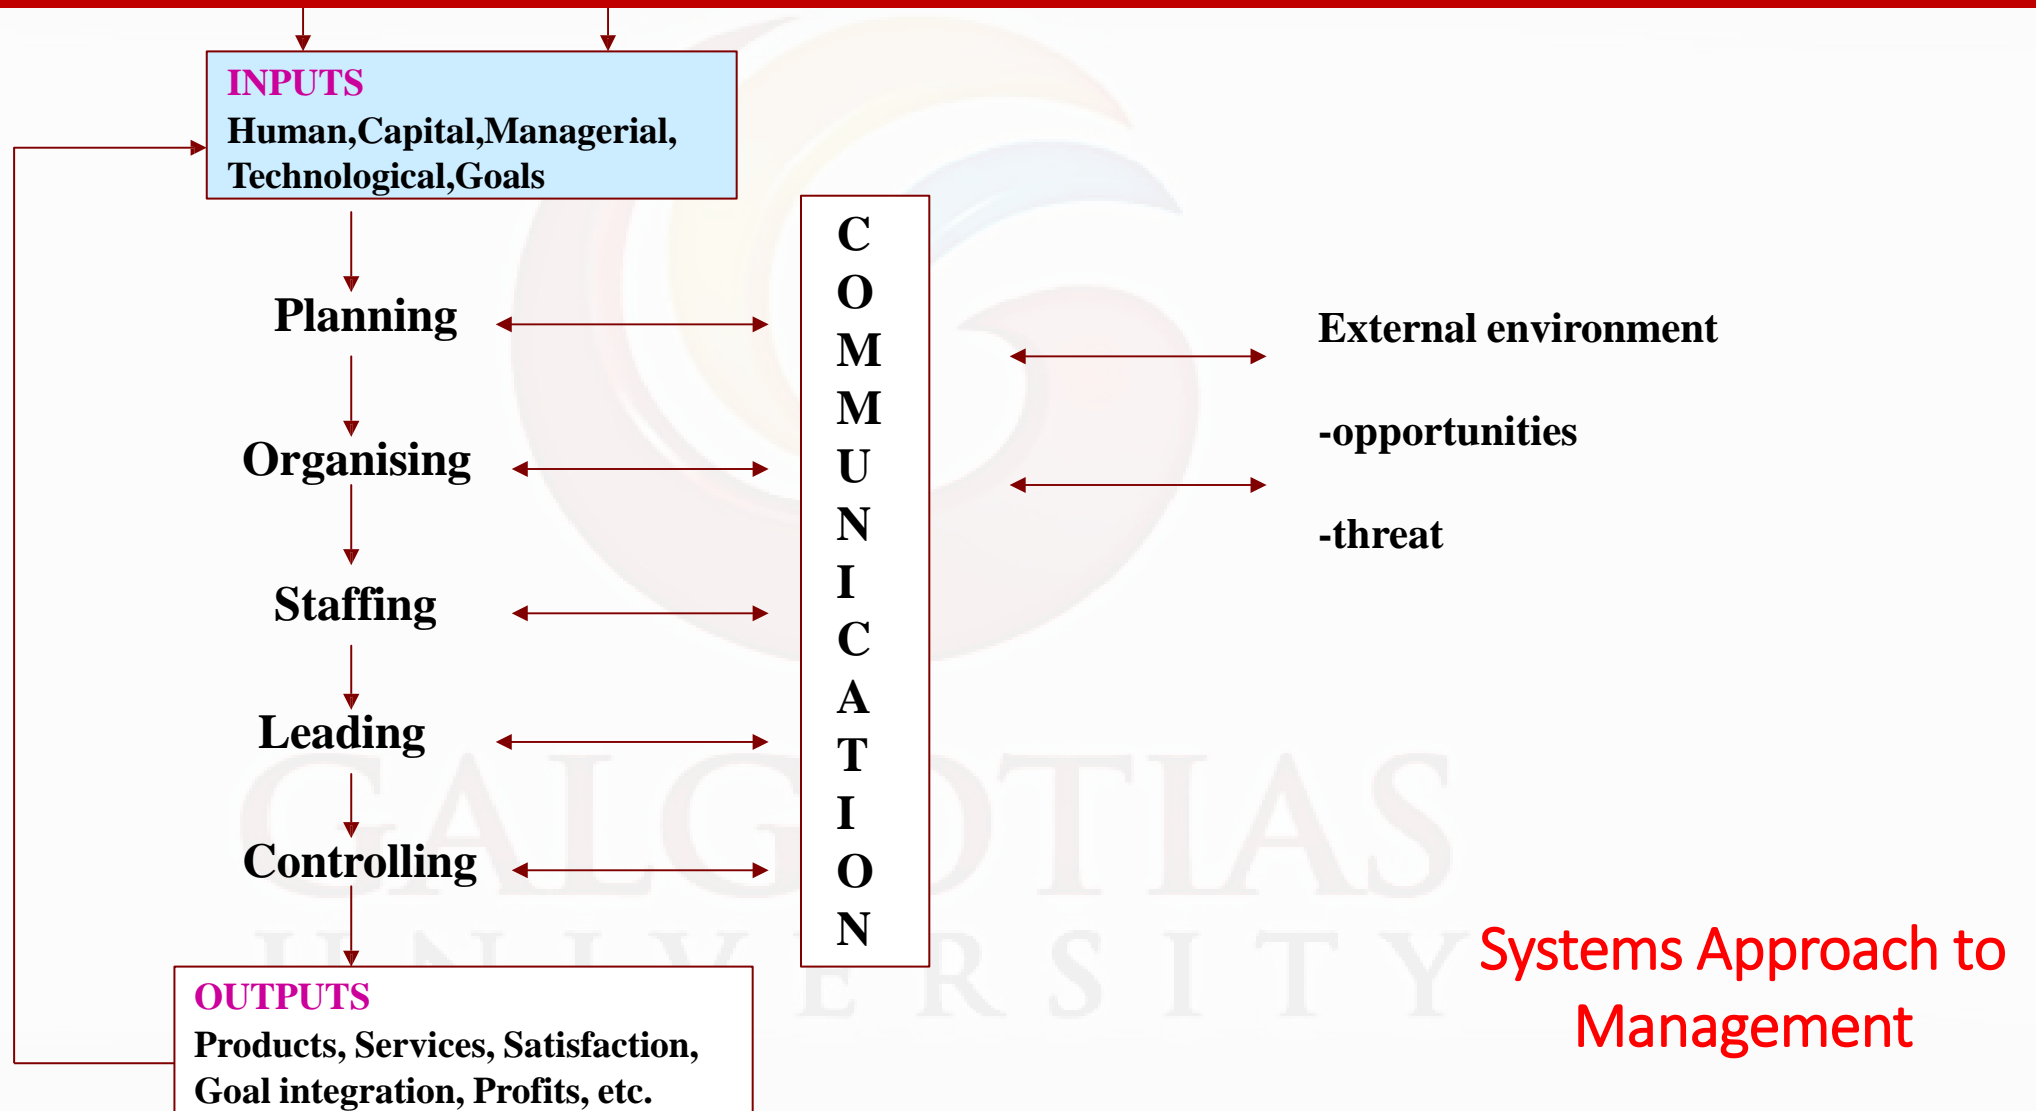 INPUTS
Human,Capital,Managerial,
Technological,Goals
Planning
Organising
Staffing
Leading
Controlling
C
O
M
M
U
N
I
C
A
T
I
O
N
External environment
-opportunities
-threat
OUTPUTS
Products, Services, Satisfaction,
Goal integration, Profits, etc.
Systems Approach to
Management
GALGOTIAS
UNIVERSITY